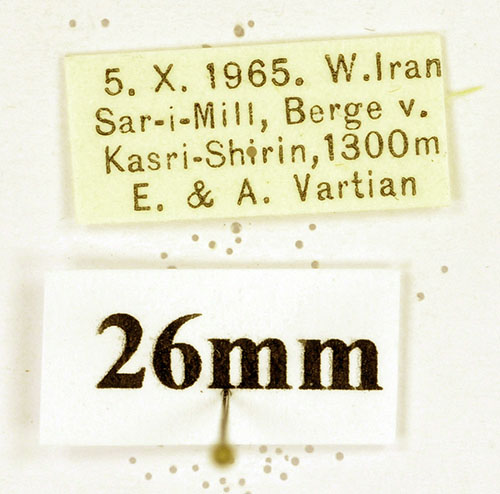 5. X. 1965. W.Iran
Sar-i-Mill, Berge v.
Kasri-Shirin,1300m
E. & A. Vartian
26mm